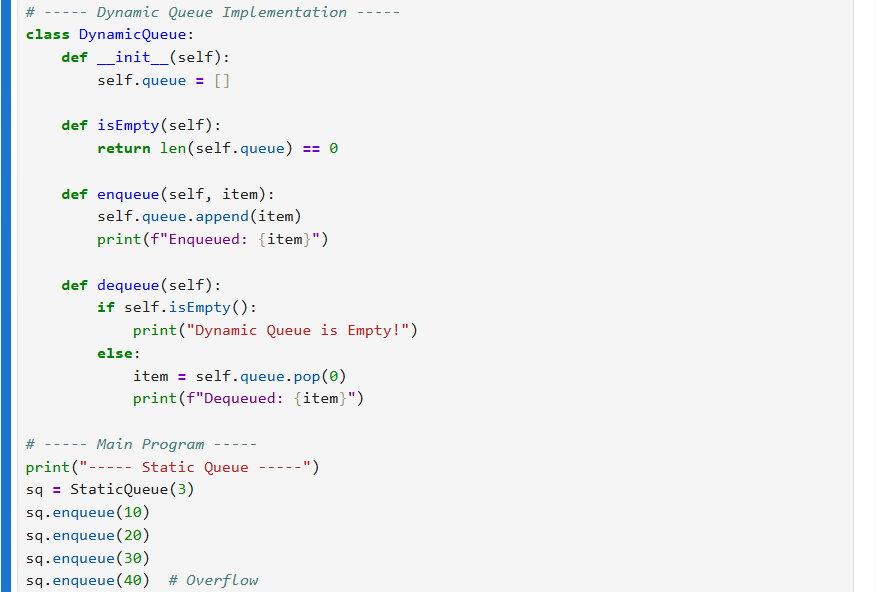 # ----- Dynamic Queue Implementation -----
class DynamicQueue:
    def __init__(self):
        self.queue = []

    def isEmpty(self):
        return len(self.queue) == 0

    def enqueue(self, item):
        self.queue.append(item)
        print(f"Enqueued: {item}")

    def dequeue(self):
        if self.isEmpty():
            print("Dynamic Queue is Empty!")
        else:
            item = self.queue.pop(0)
            print(f"Dequeued: {item}")

# ----- Main Program -----
print("----- Static Queue -----")
sq = StaticQueue(3)
sq.enqueue(10)
sq.enqueue(20)
sq.enqueue(30)
sq.enqueue(40)  # Overflow